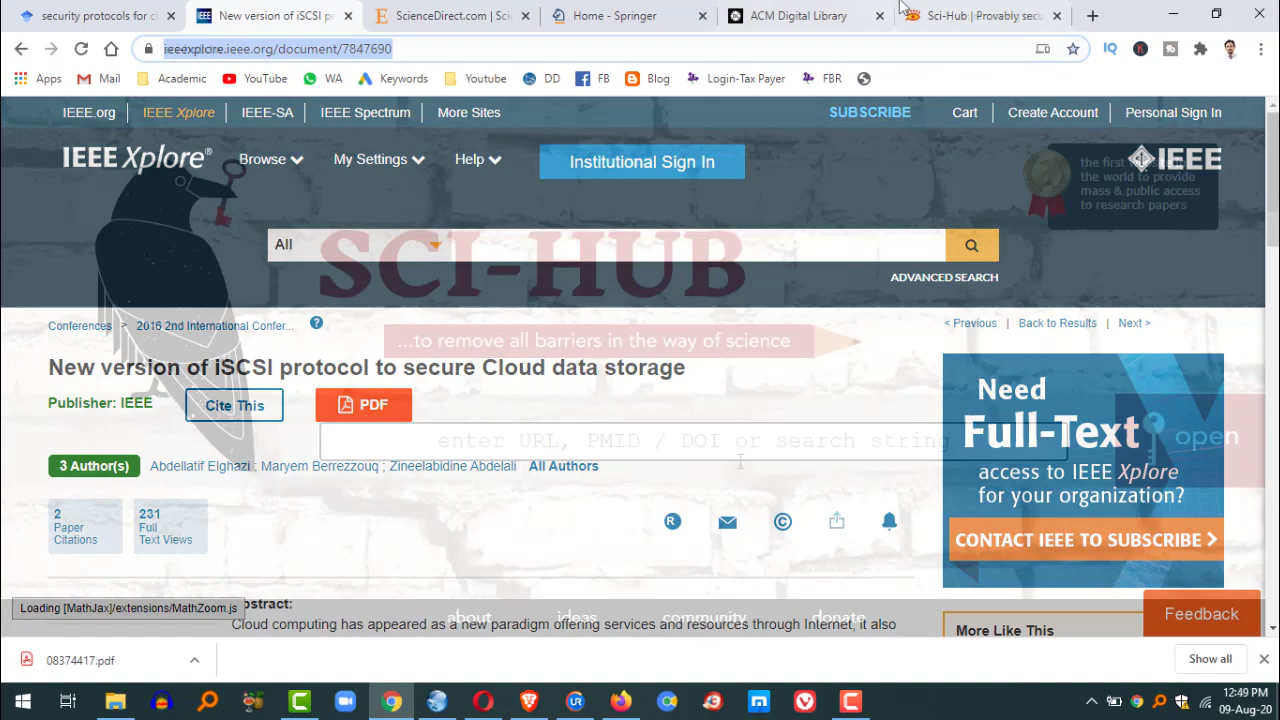 security protocols for cl
New version of iSCSI pr
ScienceDirect.com | Sc
Home - Springer
ACM Digital Library
Sci-Hub | Provably secu
ieeexplore.ieee.org/document/7847690
Apps
Mail
Academic
YouTube
WA
Keywords
Youtube
DD
FB
Blog
Login-Tax Payer
FBR
IEEE.org
IEEE Xplore
IEEE-SA
IEEE Spectrum
More Sites
SUBSCRIBE
Cart
Create Account
Personal Sign In
IEEE Xplore®
Browse
My Settings
Help
Institutional Sign In
IEEE
the first website in
the world to provide
mass & public access
to research papers
All
SCI-HUB
ADVANCED SEARCH
Conferences > 2016 2nd International Confer...
< Previous | Back to Results | Next >
...to remove all barriers in the way of science
New version of iSCSI protocol to secure Cloud data storage
Publisher: IEEE
Cite This
PDF
enter URL, PMID / DOI or search string
open
3 Author(s)
Abdellatif Elghazi ; Maryem Berrezzouq ; Zineelabidine Abdelali
All Authors
2
Paper
Citations
231
Full
Text Views
Need
Full-Text
access to IEEE Xplore
for your organization?
CONTACT IEEE TO SUBSCRIBE >
Loading [MathJax]/extensions/MathZoom.js
Abstract:
about
ideas
community
donate
Cloud computing has appeared as a new paradigm offering services and resources through Internet, it also
More Like This
Feedback
08374417.pdf
Show all
12:49 PM
09-Aug-20